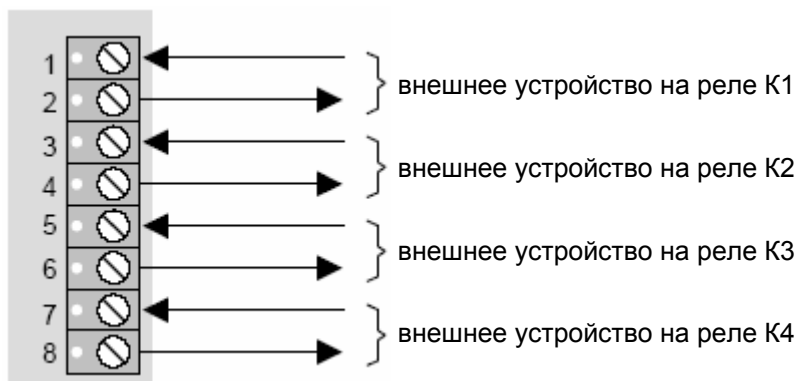 1
2
внешнее устройство на реле К1
3
4
внешнее устройство на реле К2
5
6
внешнее устройство на реле К3
7
8
внешнее устройство на реле К4